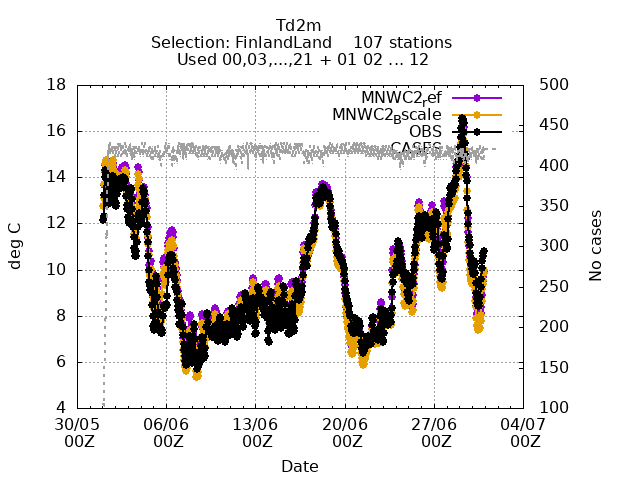 Td2m
Selection: FinlandLand 107 stations
Used 00,03,...,21 + 01 02 ... 12
18
16
14
12
10
8
6
4
deg C
500
450
400
350
300
250
200
150
100
No cases
MNWC2ref
MNWC2Bscale
OBS
CASES
30/05 06/06 13/06 20/06 27/06 04/07
00Z 00Z 00Z 00Z 00Z 00Z
Date